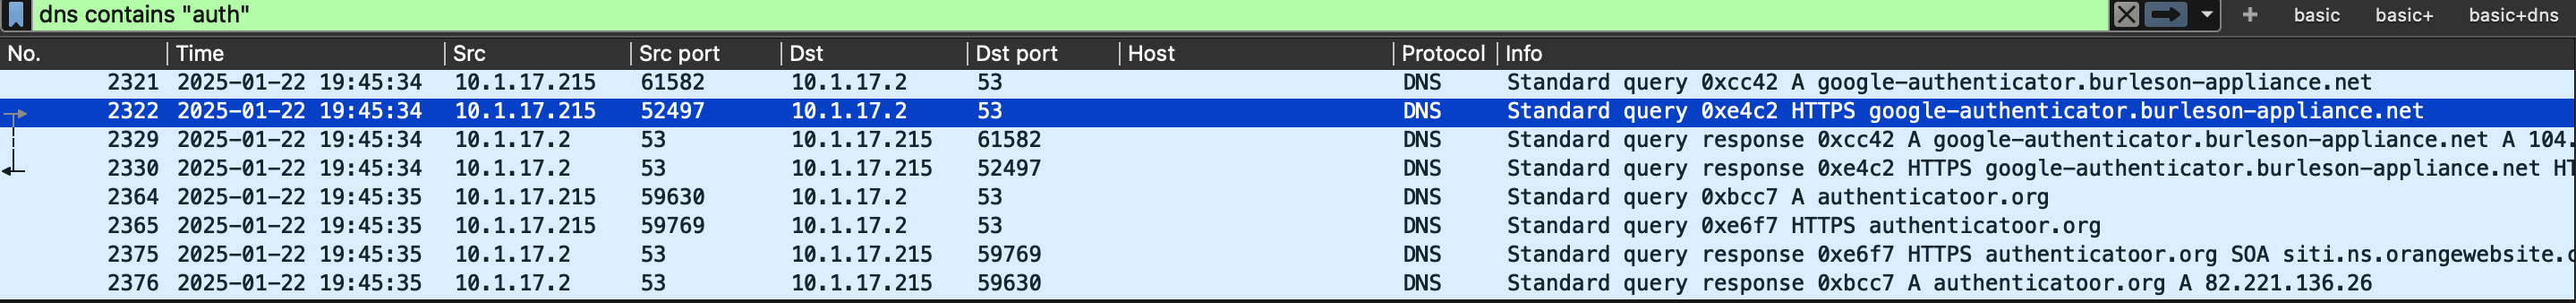 dns contains "auth" basic basic+ basic+dns
No. Time Src Src port Dst Dst port Host Protocol Info
2321 2025-01-22 19:45:34 10.1.17.215 61582 10.1.17.2 53 DNS Standard query 0xcc42 A google-authenticator.burleson-appliance.net
2322 2025-01-22 19:45:34 10.1.17.215 52497 10.1.17.2 53 DNS Standard query 0xe4c2 HTTPS google-authenticator.burleson-appliance.net
2329 2025-01-22 19:45:34 10.1.17.2 53 10.1.17.215 61582 DNS Standard query response 0xcc42 A google-authenticator.burleson-appliance.net A 104.
2330 2025-01-22 19:45:34 10.1.17.2 53 10.1.17.215 52497 DNS Standard query response 0xe4c2 HTTPS google-authenticator.burleson-appliance.net
2364 2025-01-22 19:45:35 10.1.17.215 59630 10.1.17.2 53 DNS Standard query 0xbcc7 A authenticatoor.org
2365 2025-01-22 19:45:35 10.1.17.215 59769 10.1.17.2 53 DNS Standard query 0xe6f7 HTTPS authenticatoor.org
2375 2025-01-22 19:45:35 10.1.17.2 53 10.1.17.215 59769 DNS Standard query response 0xe6f7 HTTPS authenticatoor.org SOA siti.ns.orangewebsite.
2376 2025-01-22 19:45:35 10.1.17.2 53 10.1.17.215 59630 DNS Standard query response 0xbcc7 A authenticatoor.org A 82.221.136.26